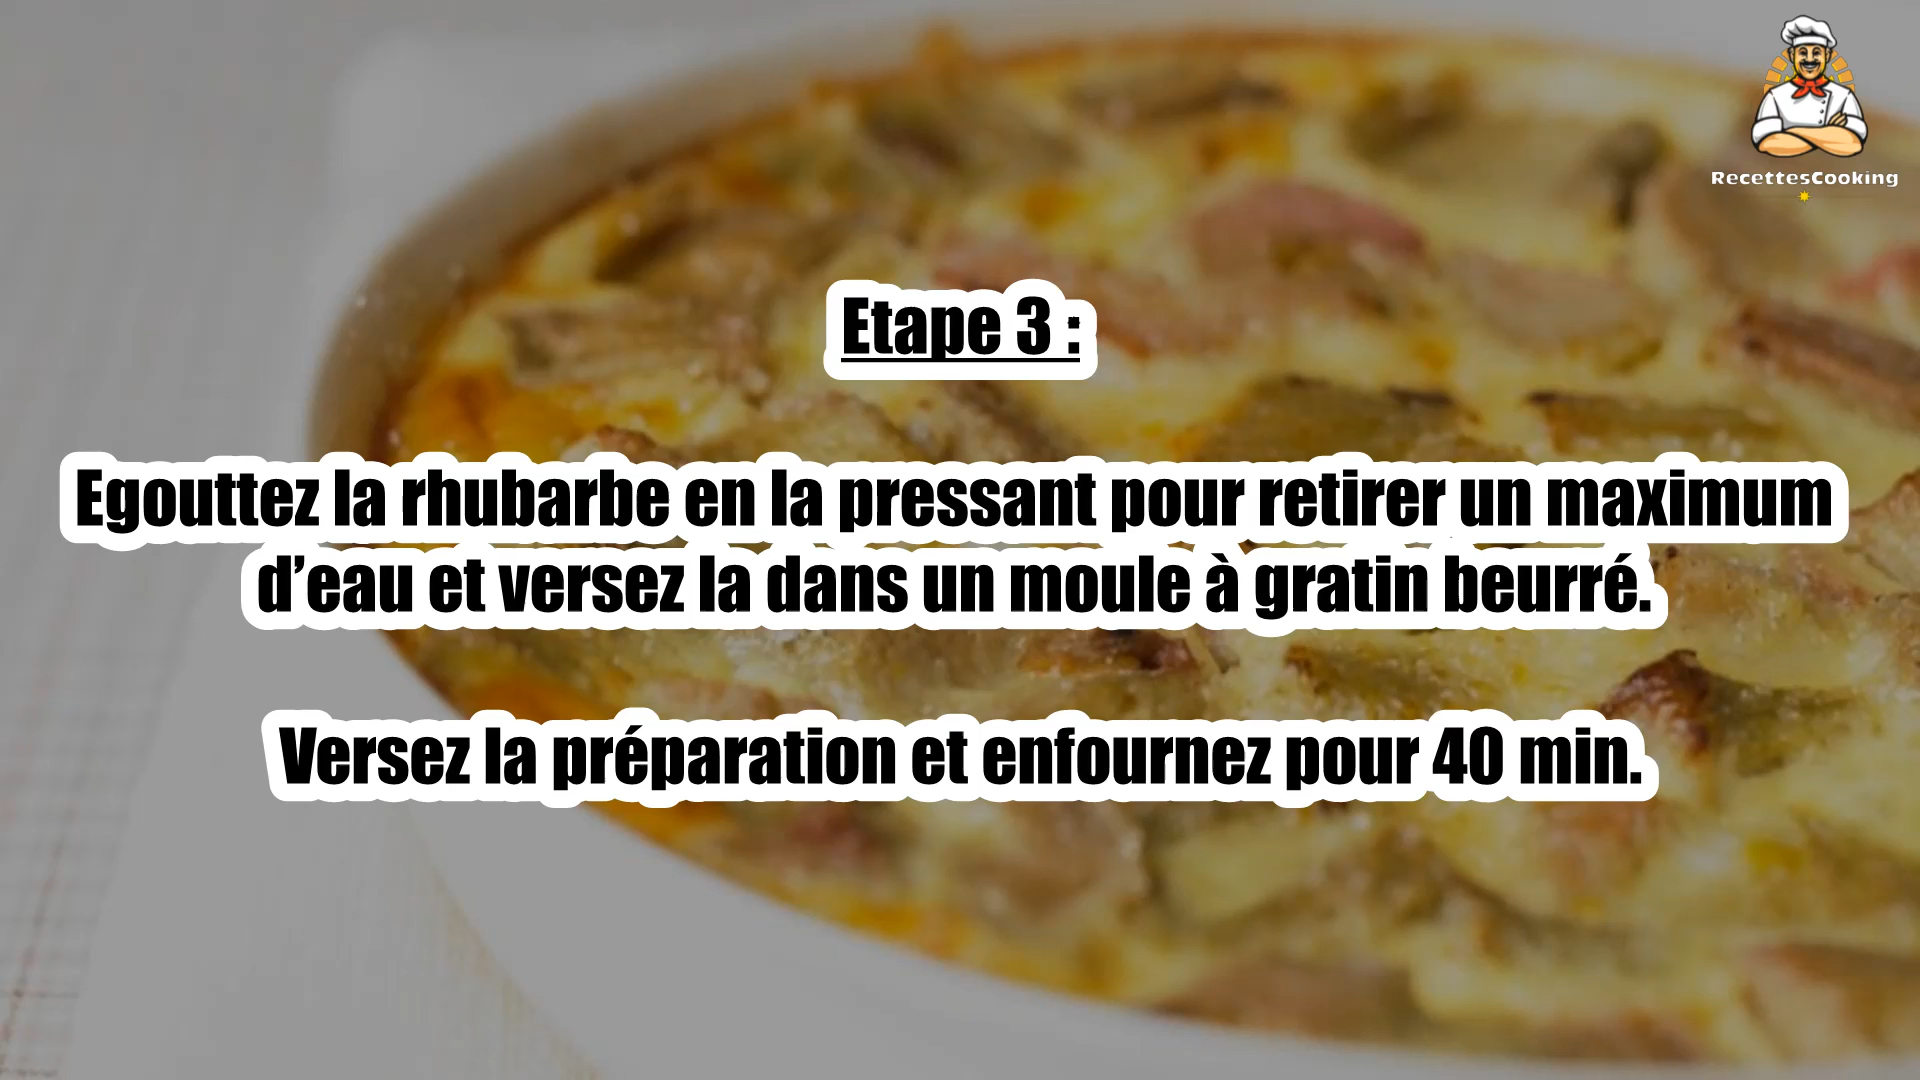 RecettesCooking
Etape 3 :
Egouttez la rhubarbe en la pressant pour retirer un maximum
d’eau et versez la dans un moule à gratin beurré.
Versez la préparation et enfournez pour 40 min.